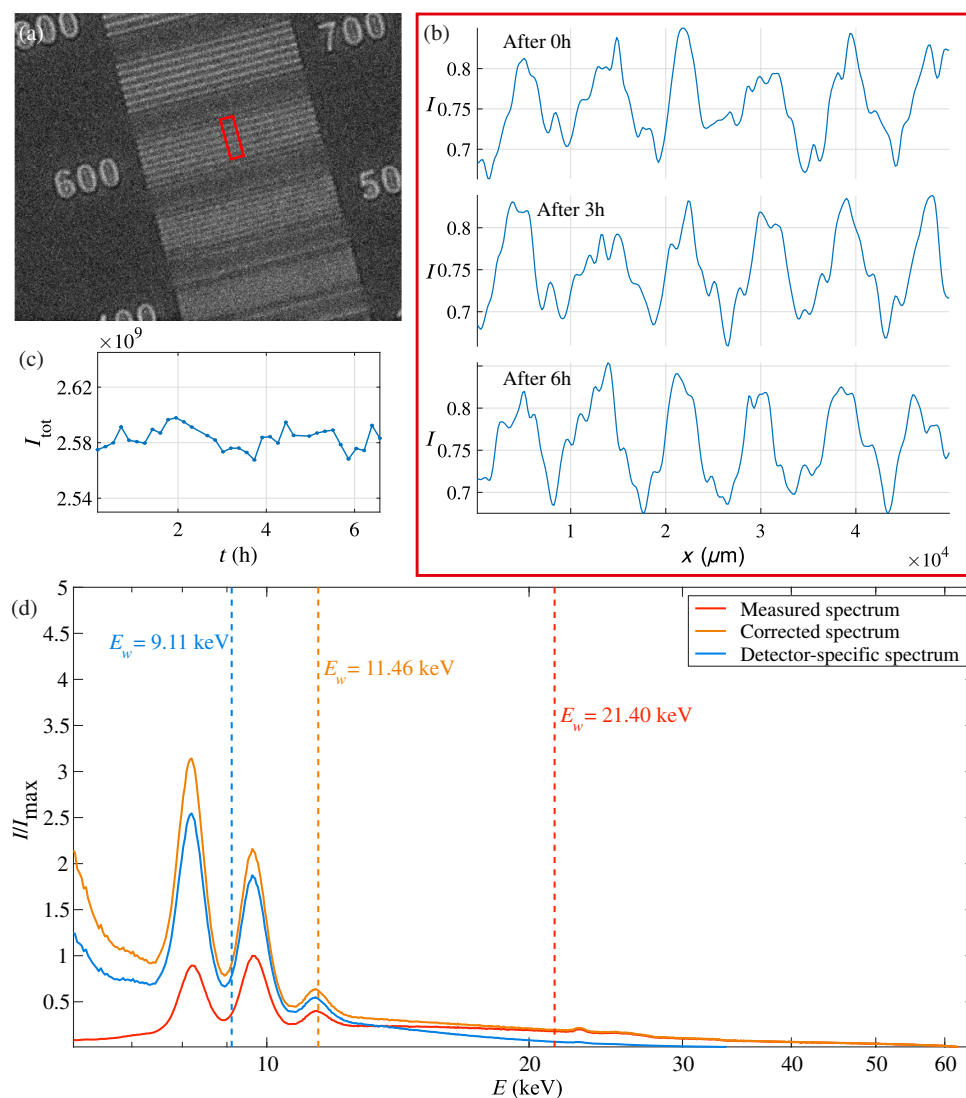 (a)
600
700
600
50
(b)
After 0h
I
0.8
0.75
0.7
After 3h
I
0.8
0.75
0.7
After 6h
I
0.8
0.75
0.7
1
2
3
4
x (μm)
×10⁴
(c)
×10⁹
2.62
2.58
2.54
I_tot
2
4
6
t (h)
(d)
5
4.5
4
3.5
3
2.5
2
1.5
1
0.5
I/I_max
E_w = 9.11 keV
E_w = 11.46 keV
E_w = 21.40 keV
Measured spectrum
Corrected spectrum
Detector-specific spectrum
10
20
30
40
50
60
E (keV)